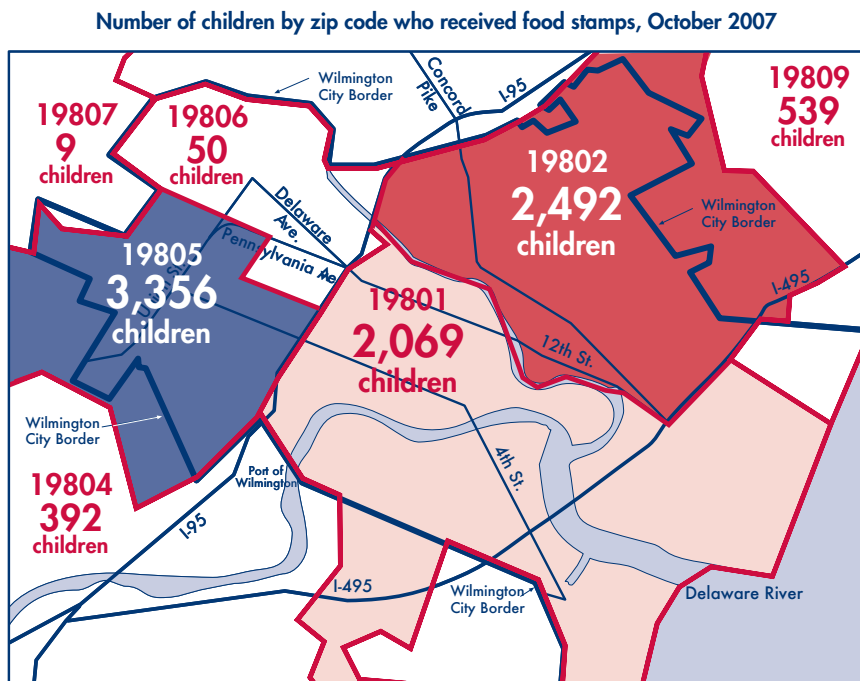 Number of children by zip code who received food stamps, October 2007
Wilmington
City Border
Concord
Pike
I-95
19809
539
children
19807
9
children
19806
50
children
19802
2,492
children
Wilmington
City Border
Delaware
Ave.
Pennsylvania Ave
19805
3,356
children
Union St.
I-495
19801
2,069
children
12th St.
Wilmington
City Border
4th St.
Port of
Wilmington
19804
392
children
I-95
I-495
Wilmington
City Border
Delaware River